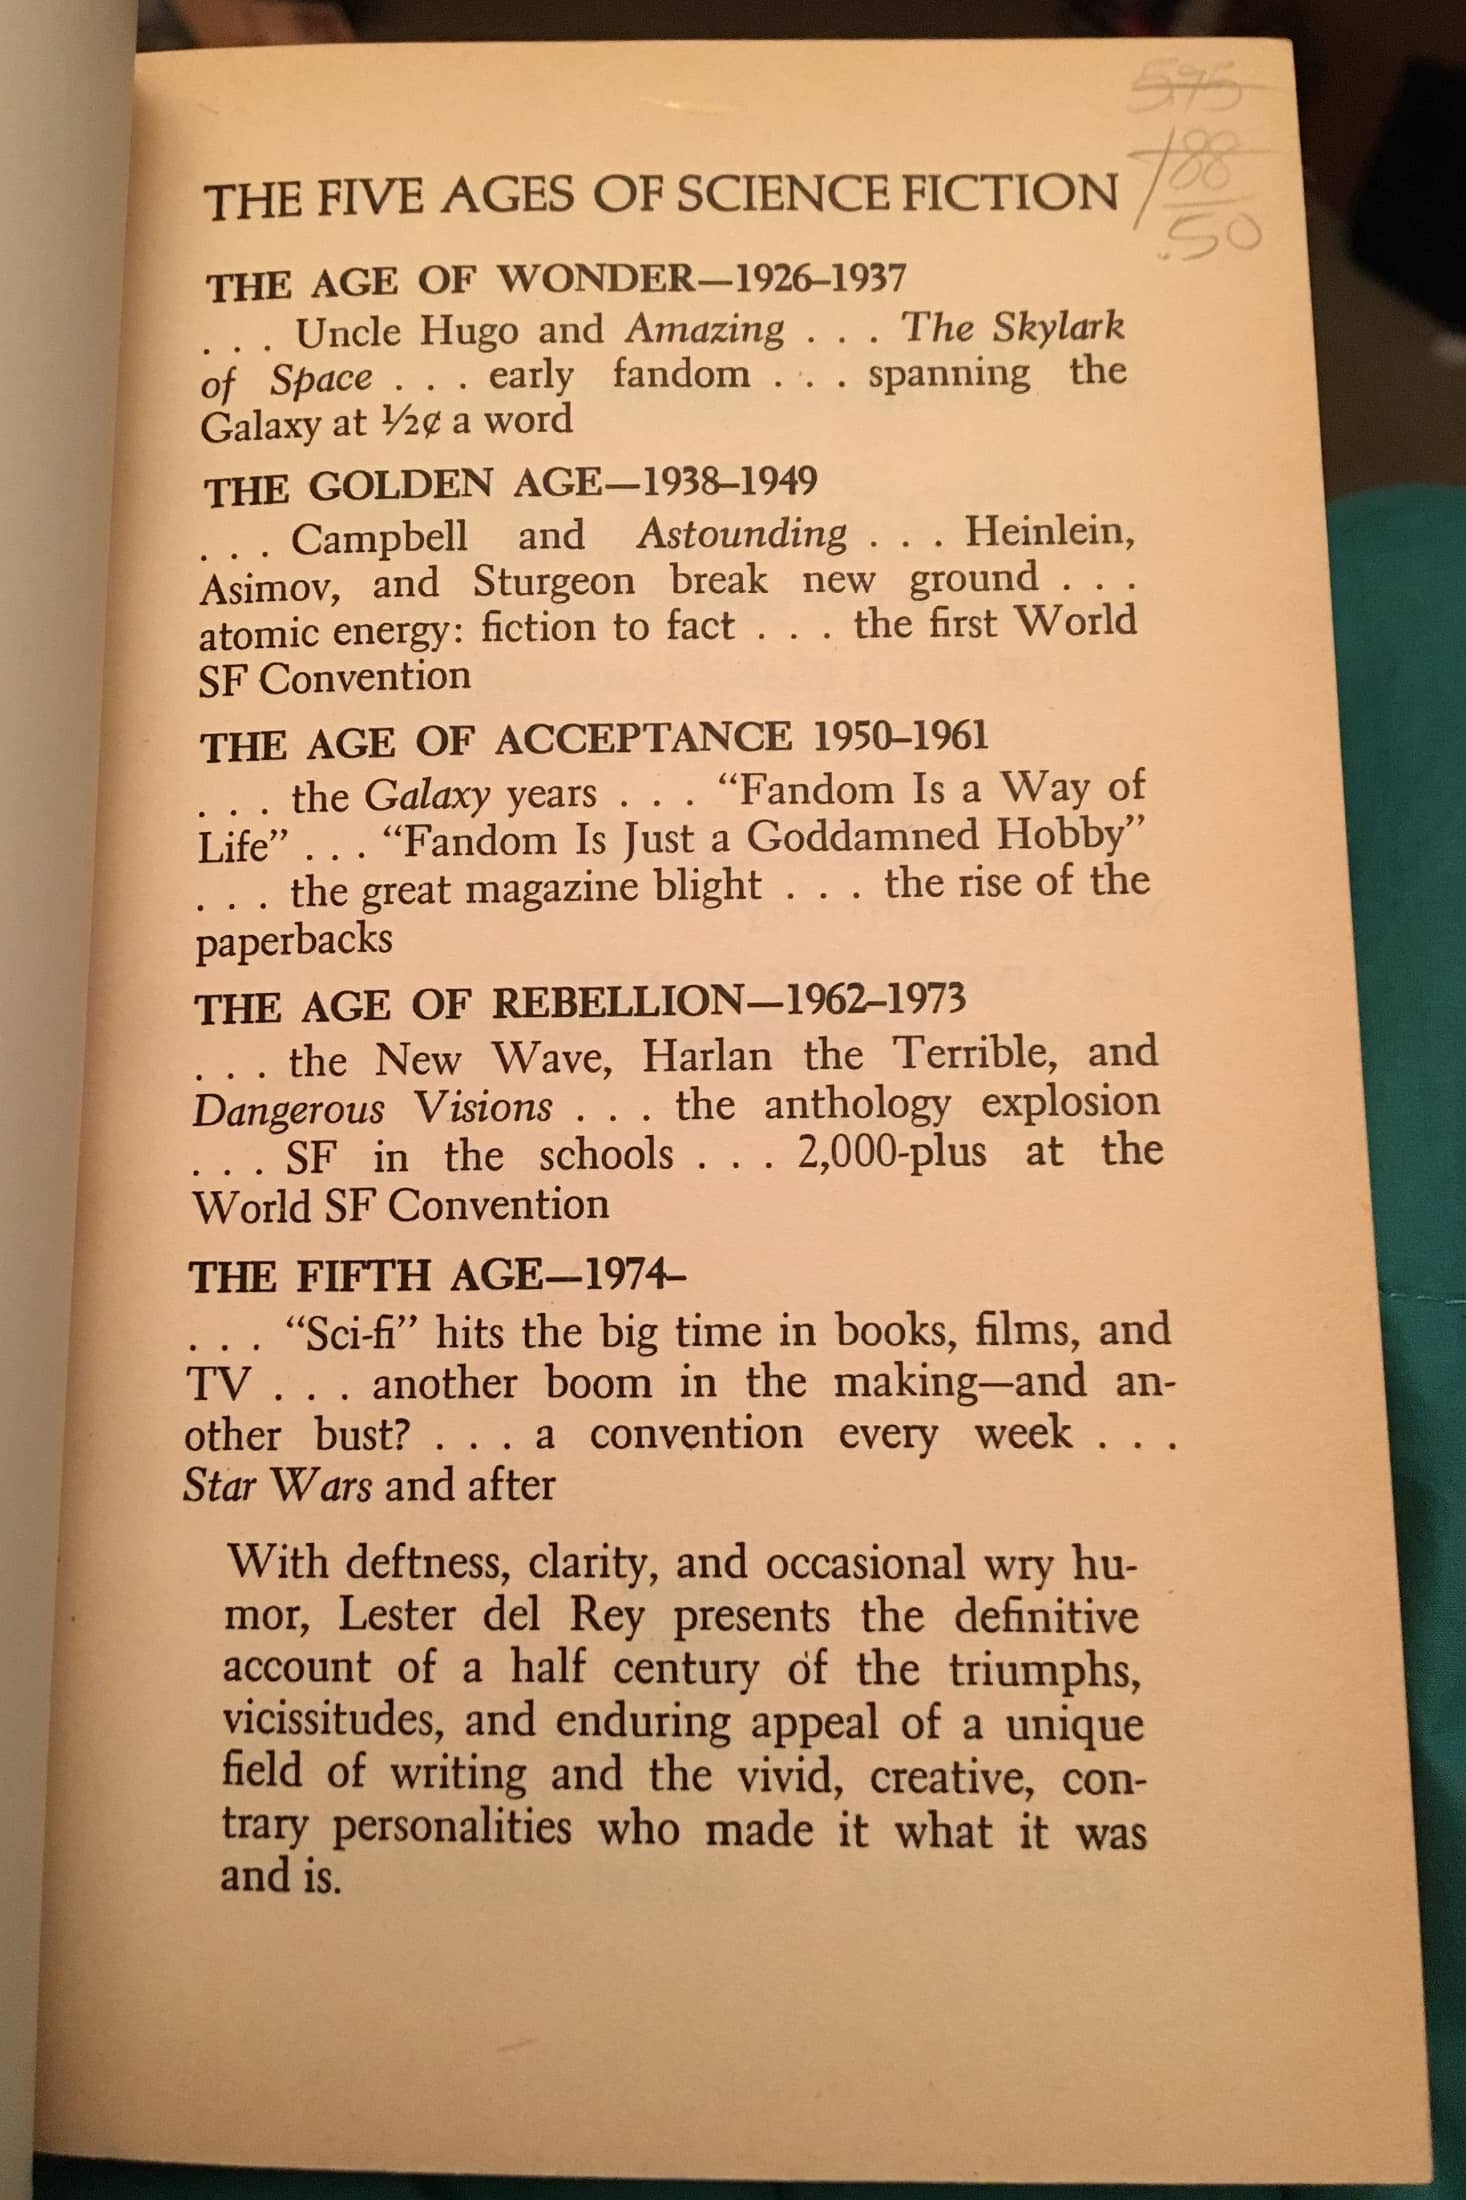 595
188
.50
THE FIVE AGES OF SCIENCE FICTION
THE AGE OF WONDER—1926–1937
. . . Uncle Hugo and Amazing . . . The Skylark
of Space . . . early fandom . . . spanning the
Galaxy at ½¢ a word
THE GOLDEN AGE—1938–1949
. . . Campbell and Astounding . . . Heinlein,
Asimov, and Sturgeon break new ground . . .
atomic energy: fiction to fact . . . the first World
SF Convention
THE AGE OF ACCEPTANCE 1950–1961
. . . the Galaxy years . . . “Fandom Is a Way of
Life” . . . “Fandom Is Just a Goddamned Hobby”
. . . the great magazine blight . . . the rise of the
paperbacks
THE AGE OF REBELLION—1962–1973
. . . the New Wave, Harlan the Terrible, and
Dangerous Visions . . . the anthology explosion
. . . SF in the schools . . . 2,000-plus at the
World SF Convention
THE FIFTH AGE—1974–
. . . “Sci-fi” hits the big time in books, films, and
TV . . . another boom in the making—and an-
other bust? . . . a convention every week . . .
Star Wars and after
With deftness, clarity, and occasional wry hu-
mor, Lester del Rey presents the definitive
account of a half century of the triumphs,
vicissitudes, and enduring appeal of a unique
field of writing and the vivid, creative, con-
trary personalities who made it what it was
and is.